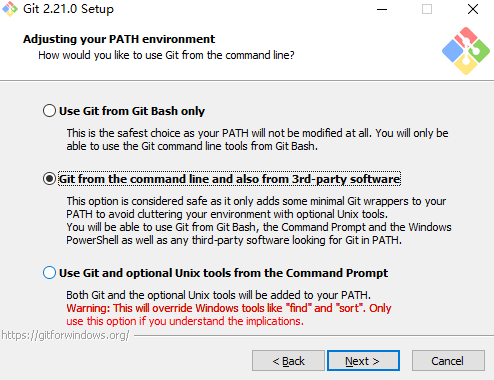 Git 2.21.0 Setup
Adjusting your PATH environment
How would you like to use Git from the command line?
Use Git from Git Bash only
This is the safest choice as your PATH will not be modified at all. You will only be
able to use the Git command line tools from Git Bash.
Git from the command line and also from 3rd-party software
This option is considered safe as it only adds some minimal Git wrappers to your
PATH to avoid cluttering your environment with optional Unix tools.
You will be able to use Git from Git Bash, the Command Prompt and the Windows
PowerShell as well as any third-party software looking for Git in PATH.
Use Git and optional Unix tools from the Command Prompt
Both Git and the optional Unix tools will be added to your PATH.
Warning: This will override Windows tools like "find" and "sort". Only
use this option if you understand the implications.
https://gitforwindows.org/
< Back
Next >
Cancel